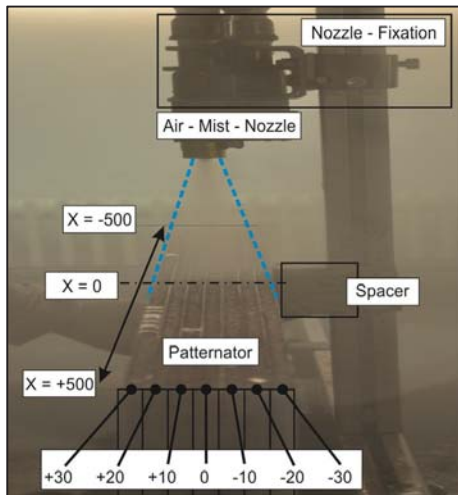 Nozzle - Fixation
Air - Mist - Nozzle
X = -500
X = 0
Spacer
Patternator
X = +500
+30 +20 +10 0 -10 -20 -30